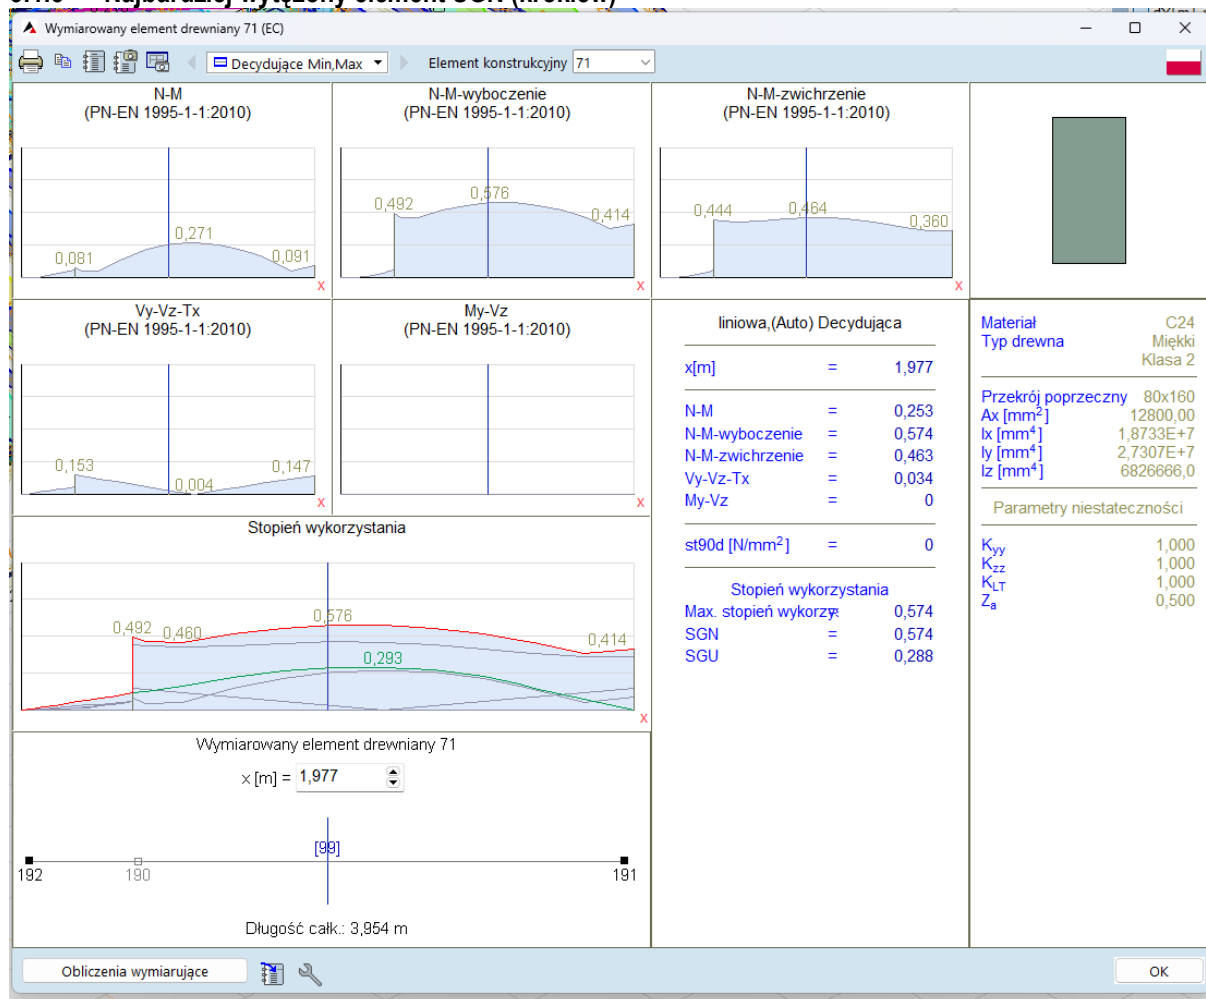 Najbardziej wytężony element SGN (krokiew)
Wymiarowany element drewniany 71 (EC)
Decydujące Min,Max
Element konstrukcyjny 71
N-M
(PN-EN 1995-1-1:2010)
0,081
0,271
0,091
x
N-M-wyboczenie
(PN-EN 1995-1-1:2010)
0,492
0,576
0,414
x
N-M-zwichrzenie
(PN-EN 1995-1-1:2010)
0,444
0,464
0,360
x
Vy-Vz-Tx
(PN-EN 1995-1-1:2010)
0,153
0,004
0,147
x
My-Vz
(PN-EN 1995-1-1:2010)
x
Stopień wykorzystania
0,492
0,460
0,576
0,293
0,414
x
Wymiarowany element drewniany 71
x [m] = 1,977
[99]
192
190
191
Długość całk.: 3,954 m
liniowa,(Auto) Decydująca
x[m] = 1,977
N-M = 0,253
N-M-wyboczenie = 0,574
N-M-zwichrzenie = 0,463
Vy-Vz-Tx = 0,034
My-Vz = 0
st90d [N/mm2] = 0
Stopień wykorzystania
Max. stopień wykorzy = 0,574
SGN = 0,574
SGU = 0,288
Materiał C24
Typ drewna Miękki
Klasa 2
Przekrój poprzeczny 80x160
Ax [mm2] 12800,00
Ix [mm4] 1,8733E+7
Iy [mm4] 2,7307E+7
Iz [mm4] 6826666,0
Parametry niestateczności
Kyy 1,000
Kzz 1,000
KLT 1,000
Za 0,500
Obliczenia wymiarujące
OK